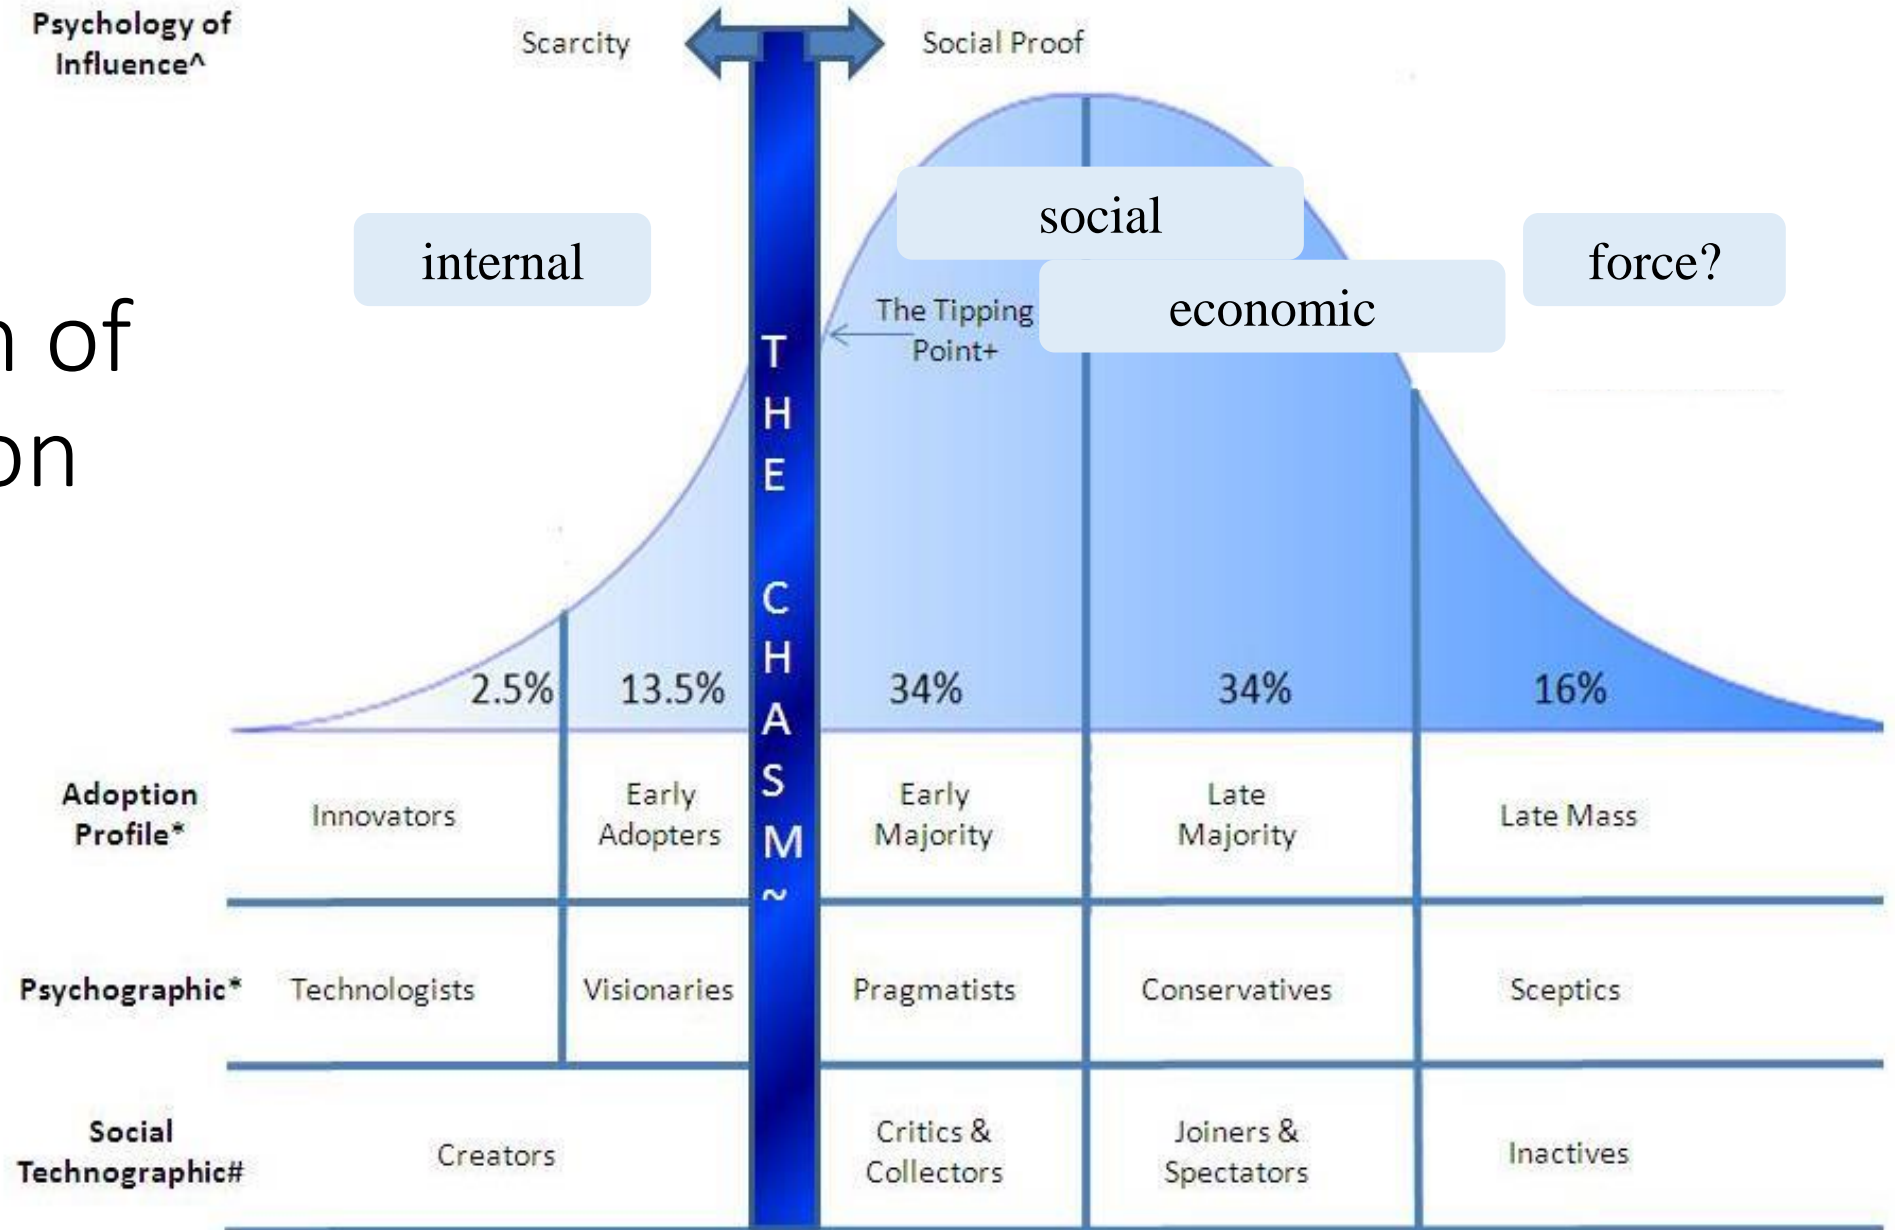 Psychology of
Influence^
Scarcity
Social Proof
internal
social
force?
economic
The Tipping
Point+
n of
on
THE CHASM~
2.5%
13.5%
34%
34%
16%
Adoption
Profile*
Innovators
Early
Adopters
Early
Majority
Late
Majority
Late Mass
Psychographic*
Technologists
Visionaries
Pragmatists
Conservatives
Sceptics
Social
Technographic#
Creators
Critics &
Collectors
Joiners &
Spectators
Inactives